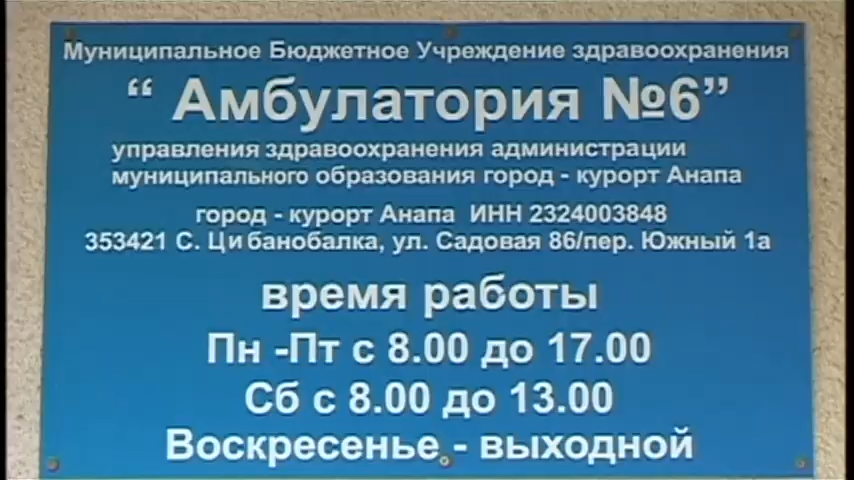 Муниципальное Бюджетное Учреждение здравоохранения
“ Амбулатория №6”
управления здравоохранения администрации
муниципального образования город - курорт Анапа
город - курорт Анапа ИНН 2324003848
353421 С. Цибанобалка, ул. Садовая 86/пер. Южный 1а
время работы
Пн -Пт с 8.00 до 17.00
Сб с 8.00 до 13.00
Воскресенье - выходной